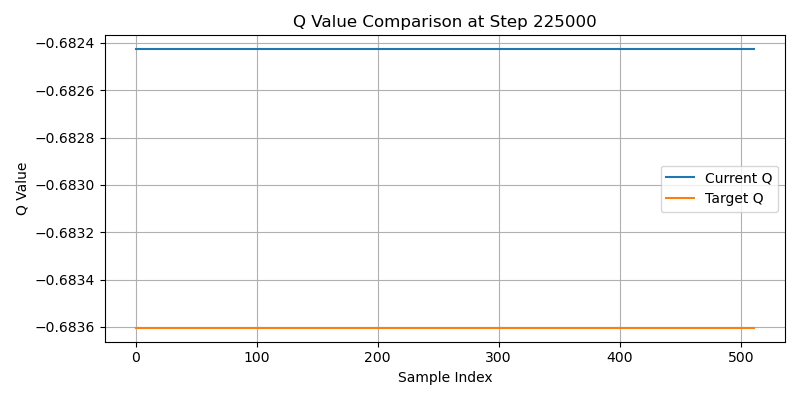 Q Value Comparison at Step 225000
−0.6824
−0.6826
−0.6828
−0.6830
−0.6832
−0.6834
−0.6836
Q Value
Current Q
Target Q
0 100 200 300 400 500
Sample Index